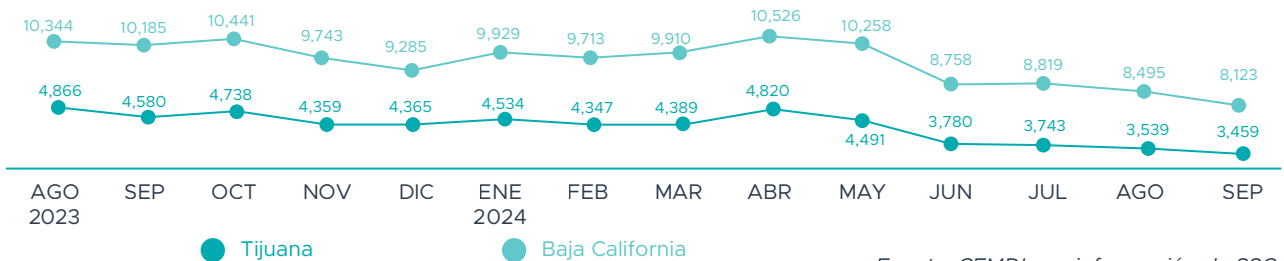 10,344 10,185 10,441 9,743 9,285 9,929 9,713 9,910 10,526 10,258 8,758 8,819 8,495 8,123
4,866 4,580 4,738 4,359 4,365 4,534 4,347 4,389 4,820 4,491 3,780 3,743 3,539 3,459
AGO SEP OCT NOV DIC ENE FEB MAR ABR MAY JUN JUL AGO SEP
2023 2024
Tijuana Baja California